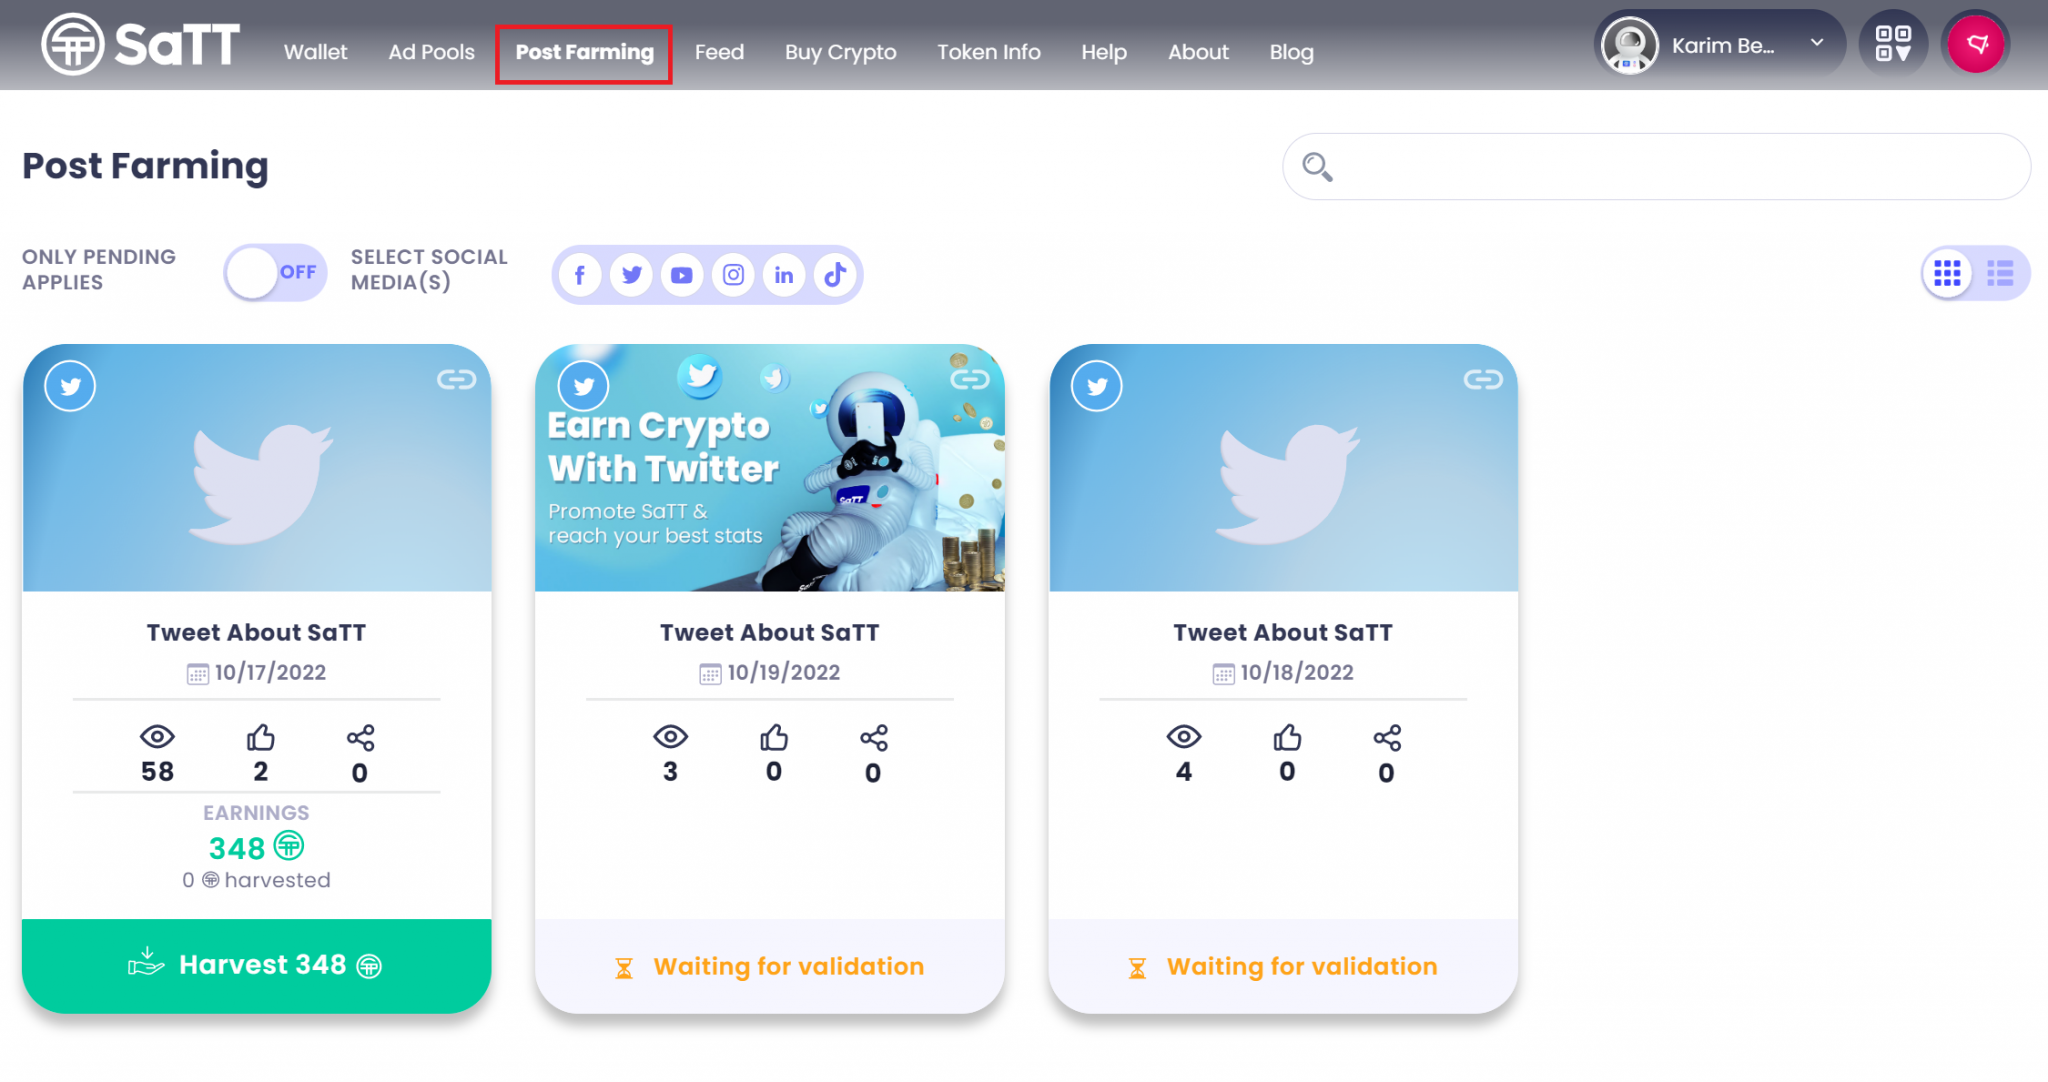 SaTT
Wallet Ad Pools Post Farming Feed Buy Crypto Token Info Help About Blog
Karim Be...
Post Farming
ONLY PENDING
APPLIES
OFF
SELECT SOCIAL
MEDIA(S)
Tweet About SaTT
10/17/2022
58 2 0
EARNINGS
348
0 harvested
Harvest 348
Earn Crypto
With Twitter
Promote SaTT &
reach your best stats
SaTT
Tweet About SaTT
10/19/2022
3 0 0
Waiting for validation
Tweet About SaTT
10/18/2022
4 0 0
Waiting for validation